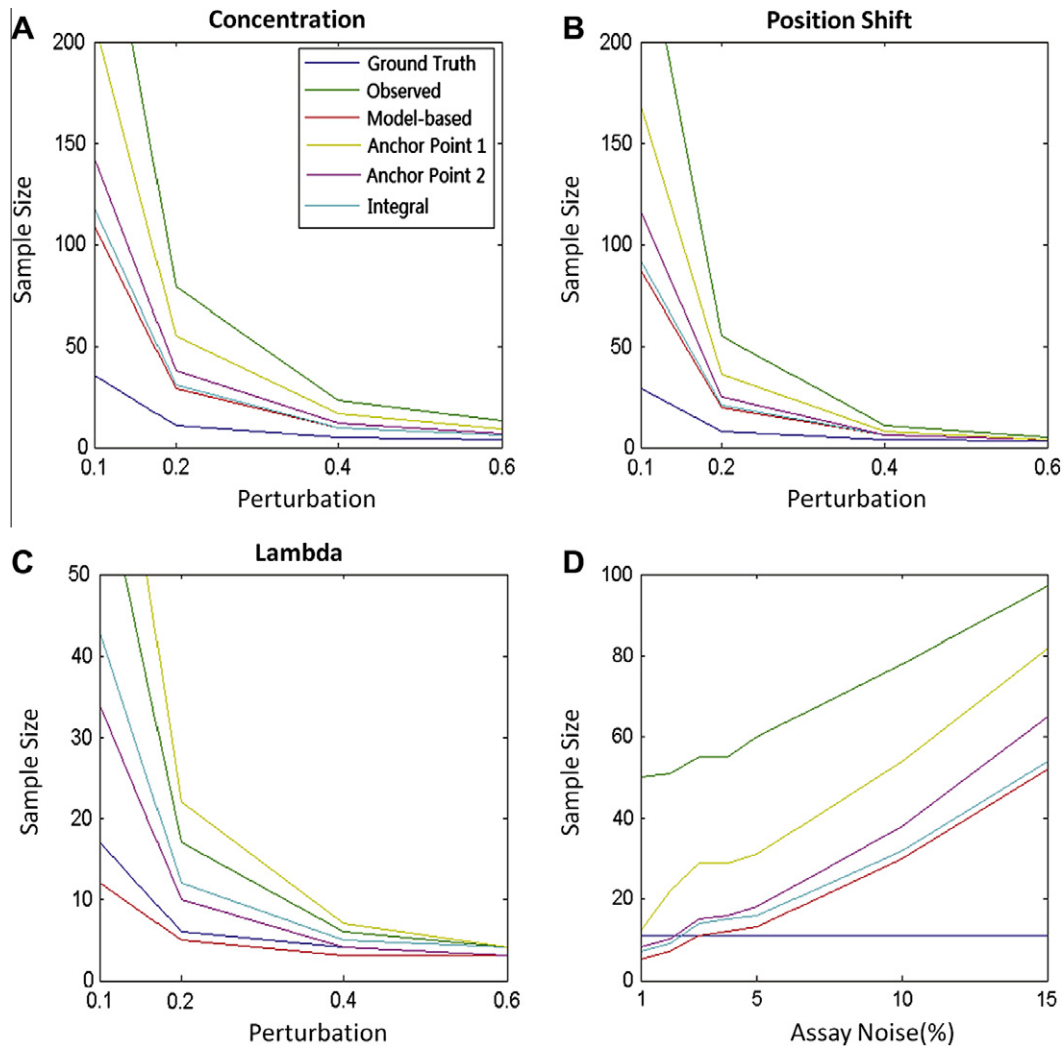 A
Concentration
200
150
100
50
0
0.1
0.2
0.4
0.6
Sample Size
Perturbation
Ground Truth
Observed
Model-based
Anchor Point 1
Anchor Point 2
Integral
B
Position Shift
200
150
100
50
0
0.1
0.2
0.4
0.6
Sample Size
Perturbation
C
Lambda
50
40
30
20
10
0
0.1
0.2
0.4
0.6
Sample Size
Perturbation
D
100
80
60
40
20
0
1
5
10
15
Sample Size
Assay Noise(%)